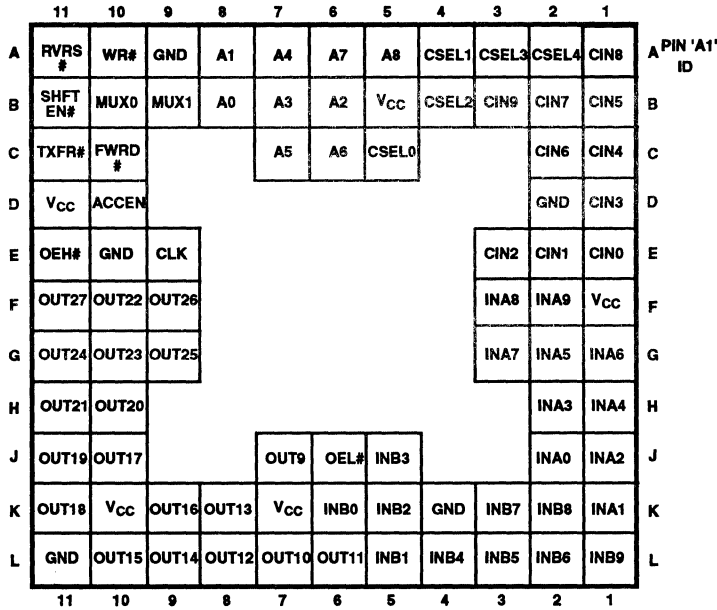 11 10 9 8 7 6 5 4 3 2 1
A RVRS # WR# GND A1 A4 A7 A8 CSEL1 CSEL3 CSEL4 CIN8 A PIN 'A1' ID
B SHFT EN# MUX0 MUX1 A0 A3 A2 VCC CSEL2 CIN9 CIN7 CIN5 B
C TXFR# FWRD # A5 A6 CSEL0 CIN6 CIN4 C
D VCC ACCEN GND CIN3 D
E OEH# GND CLK CIN2 CIN1 CIN0 E
F OUT27 OUT22 OUT26 INA8 INA9 VCC F
G OUT24 OUT23 OUT25 INA7 INA5 INA6 G
H OUT21 OUT20 INA3 INA4 H
J OUT19 OUT17 OUT9 OEL# INB3 INA0 INA2 J
K OUT18 VCC OUT16 OUT13 VCC INB0 INB2 GND INB7 INB8 INA1 K
L GND OUT15 OUT14 OUT12 OUT10 OUT11 INB1 INB4 INB5 INB6 INB9 L
11 10 9 8 7 6 5 4 3 2 1